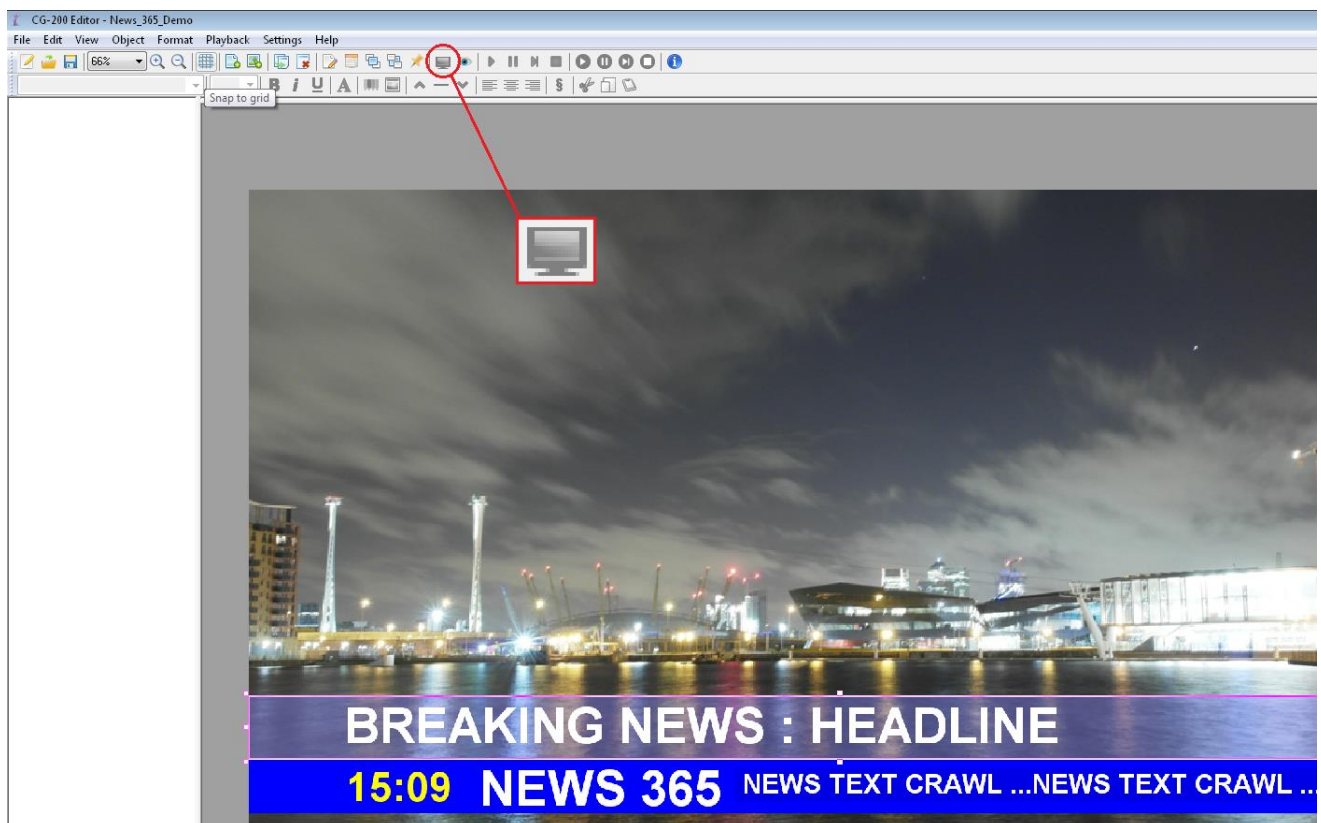 CG-200 Editor - News_365_Demo
File Edit View Object Format Playback Settings Help
66%
B i U A § i
Snap to grid
BREAKING NEWS : HEADLINE
15:09 NEWS 365 NEWS TEXT CRAWL ...NEWS TEXT CRAWL ...